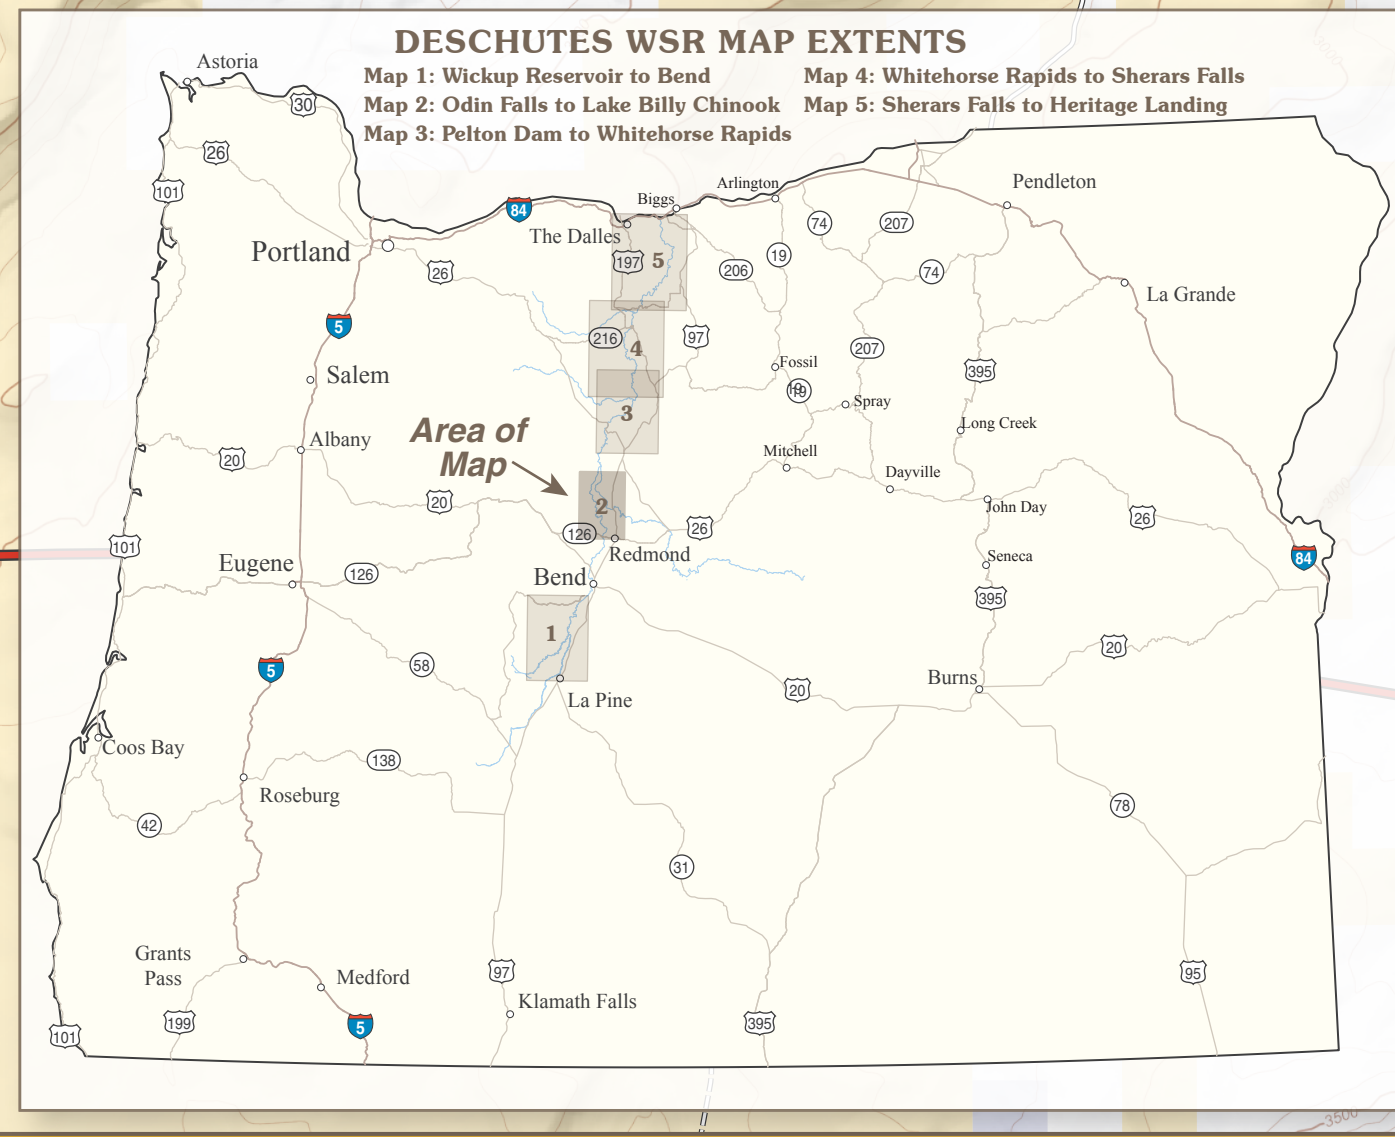 DESCHUTES WSR MAP EXTENTS
Map 1: Wickup Reservoir to Bend
Map 2: Odin Falls to Lake Billy Chinook
Map 3: Pelton Dam to Whitehorse Rapids
Map 4: Whitehorse Rapids to Sherars Falls
Map 5: Sherars Falls to Heritage Landing
Astoria
30
26
101
Arlington
Pendleton
Biggs
84
The Dalles
74
207
Portland
197
5
206
19
74
26
La Grande
5
216
4
97
207
Fossil
395
Salem
19
19
Spray
3
Area of
Map
Long Creek
Albany
Mitchell
20
Dayville
20
2
John Day
26
126
26
101
Redmond
Seneca
84
Eugene
126
Bend
395
1
20
58
5
Burns
20
La Pine
Coos Bay
138
Roseburg
78
42
31
Grants
Pass
Medford
97
95
Klamath Falls
199
5
395
101
3500
3000
3000